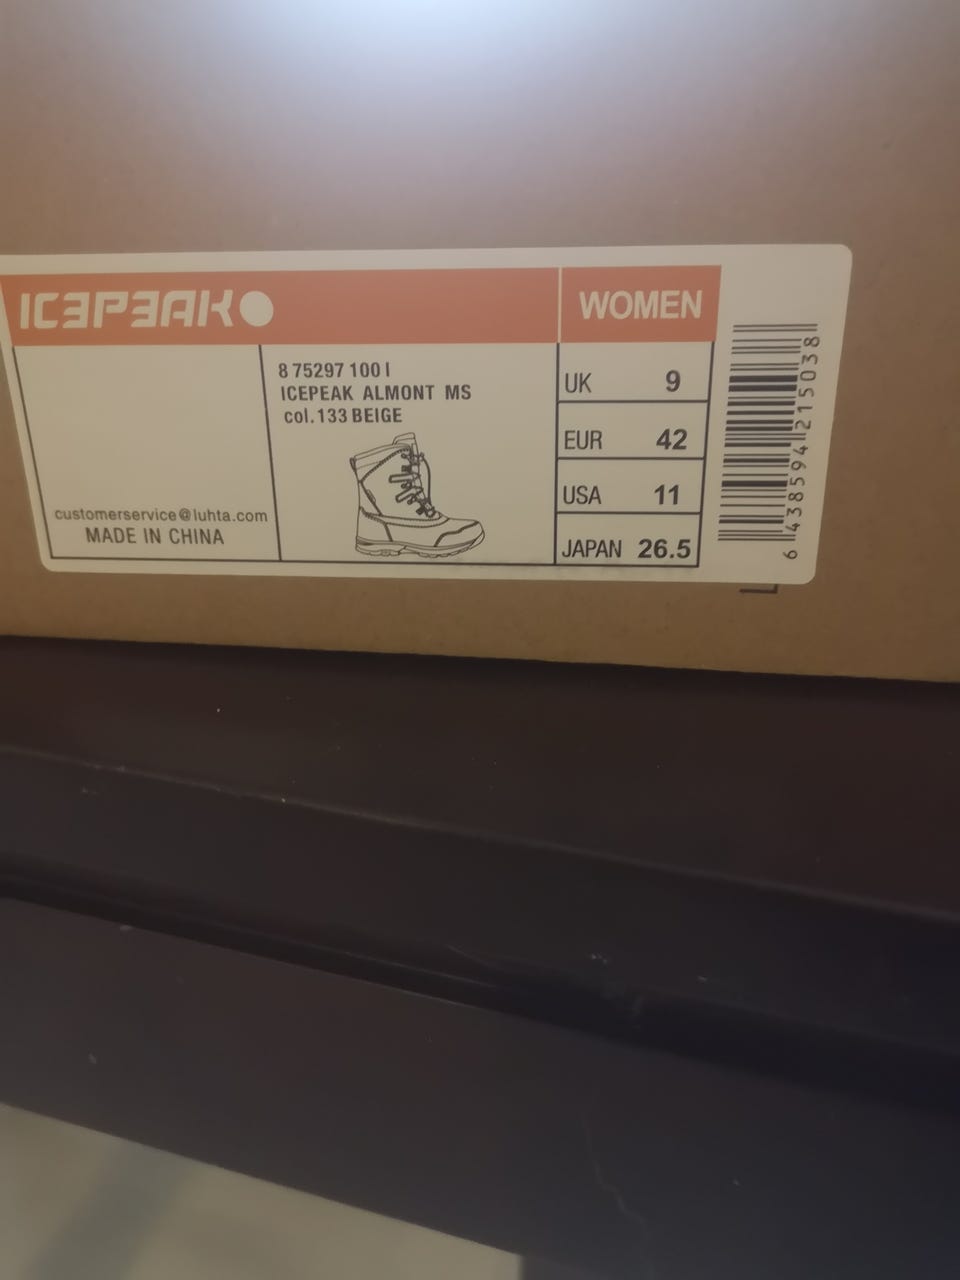 ICEPEAK
WOMEN
8 75297 100 I
ICEPEAK ALMONT MS
col.133 BEIGE
customerservice@luhta.com
MADE IN CHINA
UK 9
EUR 42
USA 11
JAPAN 26.5
6 438594 215038